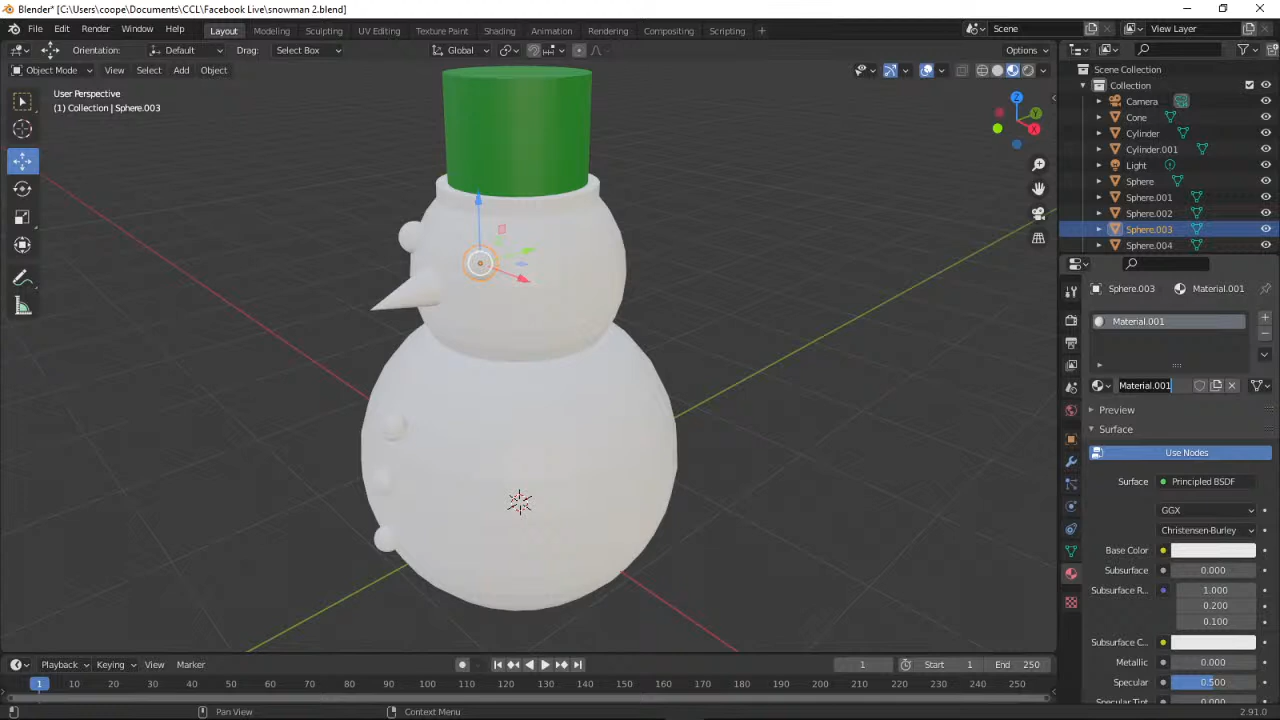 Blender* [C:\Users\coope\Documents\CCL\Facebook Live\snowman 2.blend]
File Edit Render Window Help Layout Modeling Sculpting UV Editing Texture Paint Shading Animation Rendering Compositing Scripting + Scene View Layer
Orientation: Default Drag: Select Box Global Options
Object Mode View Select Add Object
User Perspective
(1) Collection | Sphere.003
Z
Y
X
Scene Collection
Collection
Camera
Cone
Cylinder
Cylinder.001
Light
Sphere
Sphere.001
Sphere.002
Sphere.003
Sphere.004
Sphere.003 Material.001
Material.001
Material.001
Preview
Surface
Use Nodes
Surface Principled BSDF
GGX
Christensen-Burley
Base Color
Subsurface 0.000
Subsurface R... 1.000
0.200
0.100
Subsurface C...
Metallic 0.000
Specular 0.500
Specular Tint 0.000
Playback Keying View Marker 1 Start 1 End 250
1 10 20 30 40 50 60 70 80 90 100 110 120 130 140 150 160 170 180 190 200 210 220 230 240 250
Pan View Context Menu 2.91.0